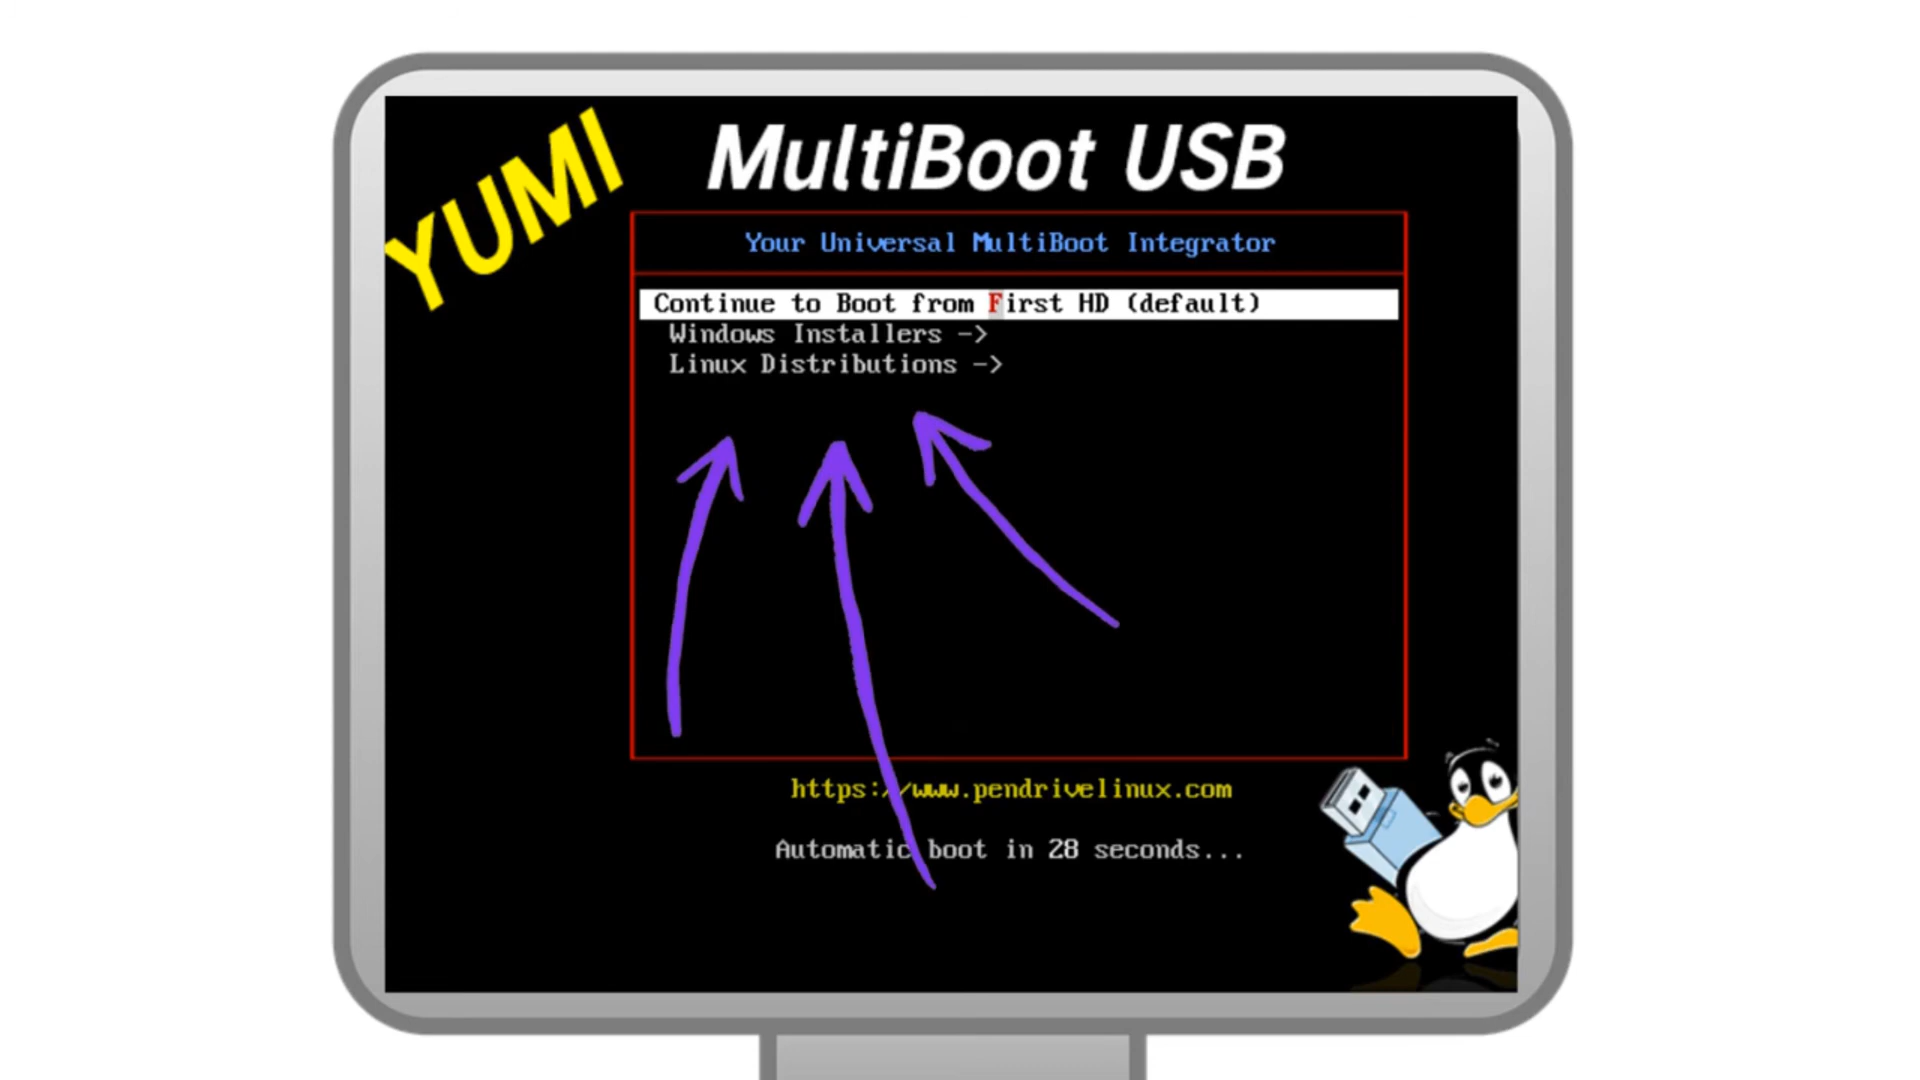 YUMI
MultiBoot USB
Your Universal MultiBoot Integrator
Continue to Boot from First HD (default)
Windows Installers ->
Linux Distributions ->
https://www.pendrivelinux.com
Automatic boot in 28 seconds...